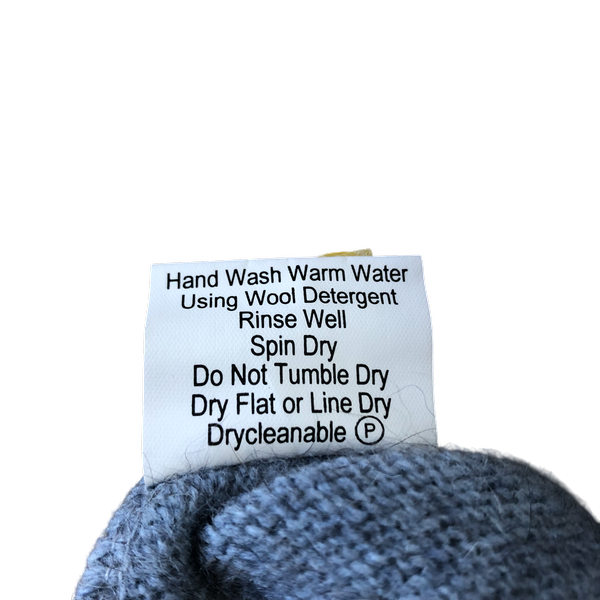 Hand Wash Warm Water
Using Wool Detergent
Rinse Well
Spin Dry
Do Not Tumble Dry
Dry Flat or Line Dry
Drycleanable Ⓟ